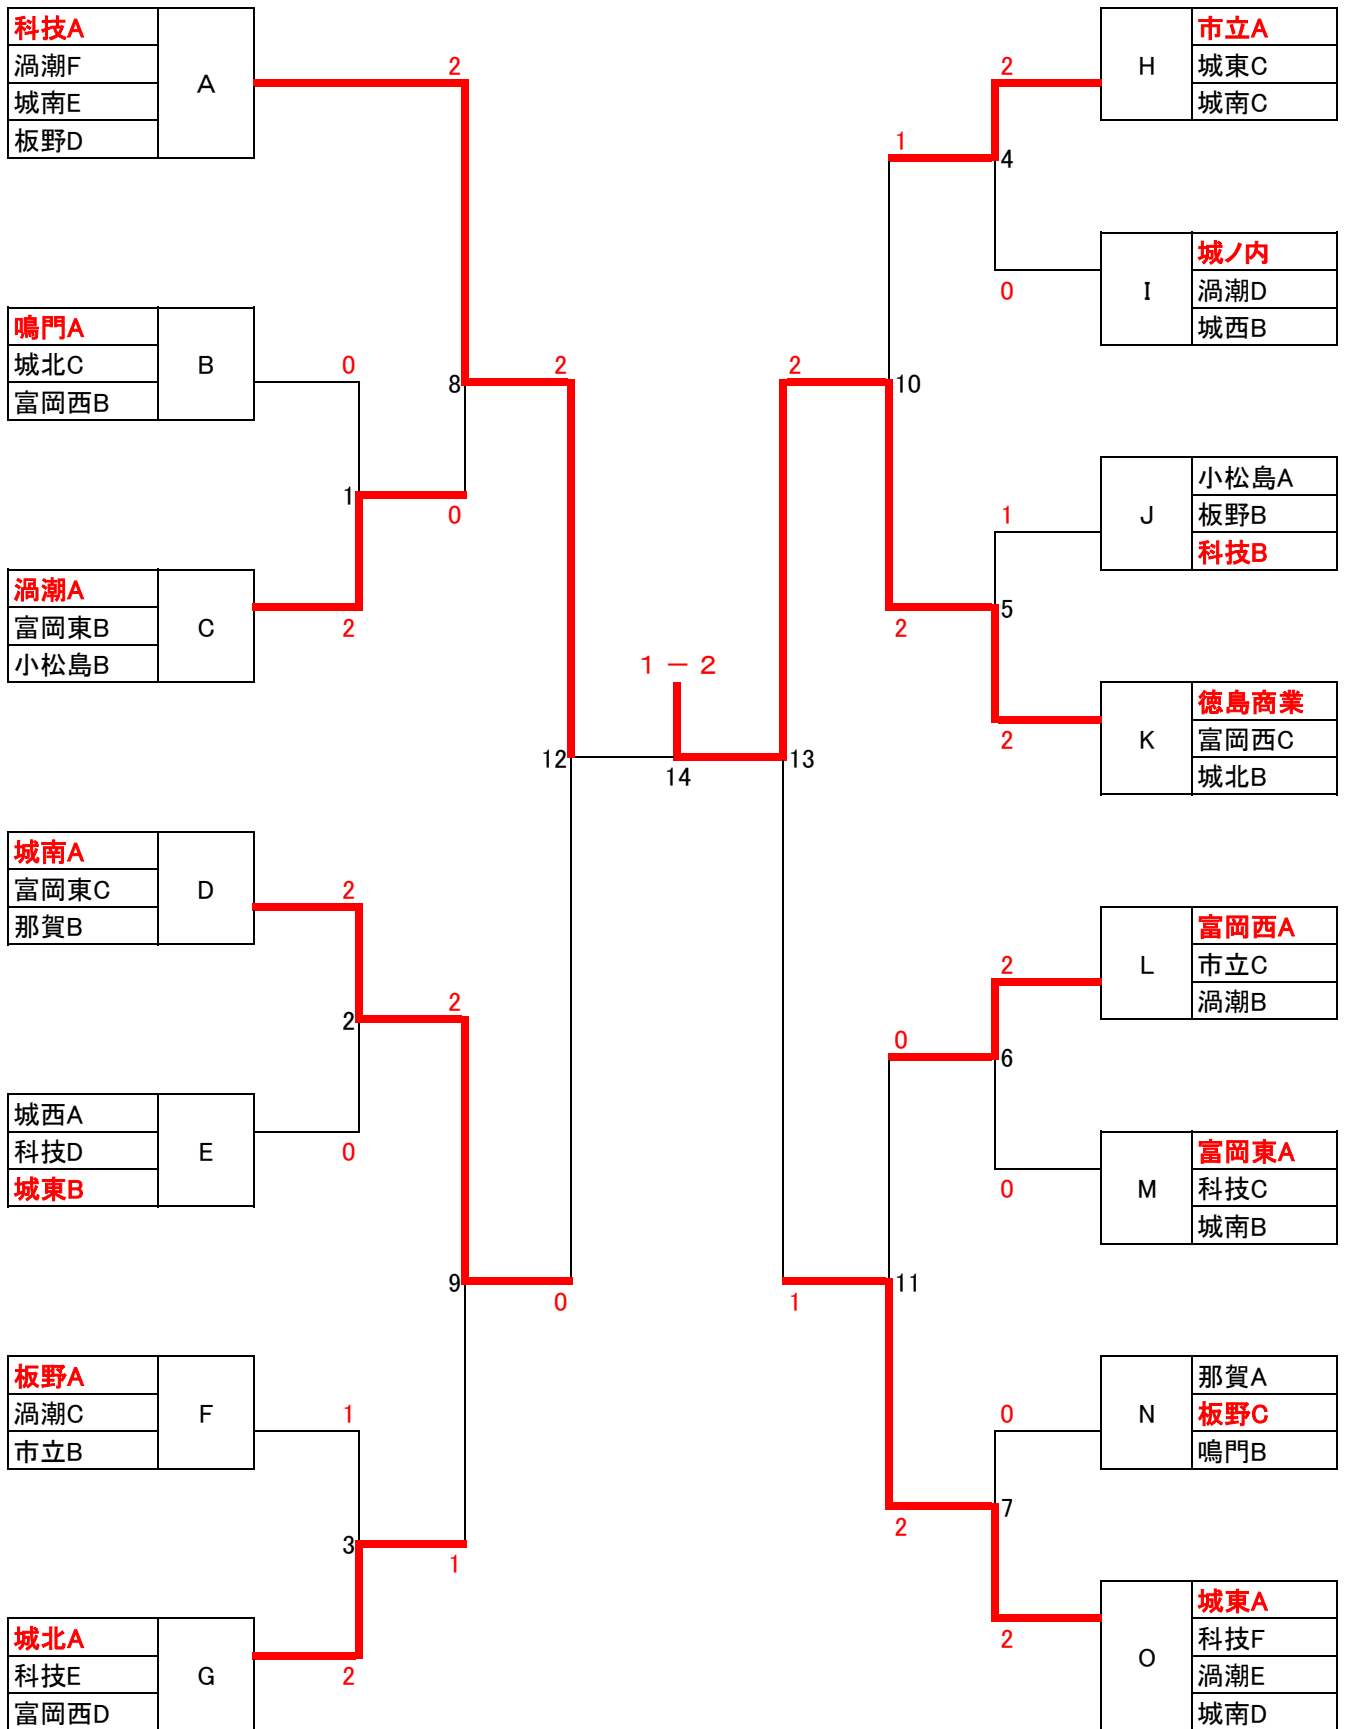 科技A
渦潮F
城南E
板野D
A
2
鳴門A
城北C
富岡西B
B
0
8
2
1
0
渦潮A
富岡東B
小松島B
C
2
城南A
富岡東C
那賀B
D
2
2
2
城西A
科技D
城東B
E
0
9
0
板野A
渦潮C
市立B
F
1
3
1
城北A
科技E
富岡西D
G
2
12
1 － 2
14
13
H
市立A
城東C
城南C
2
1
4
I
城ノ内
渦潮D
城西B
0
2
10
J
小松島A
板野B
科技B
1
5
2
K
徳島商業
富岡西C
城北B
2
L
富岡西A
市立C
渦潮B
2
0
6
M
富岡東A
科技C
城南B
0
11
1
N
那賀A
板野C
鳴門B
0
7
2
O
城東A
科技F
渦潮E
城南D
2